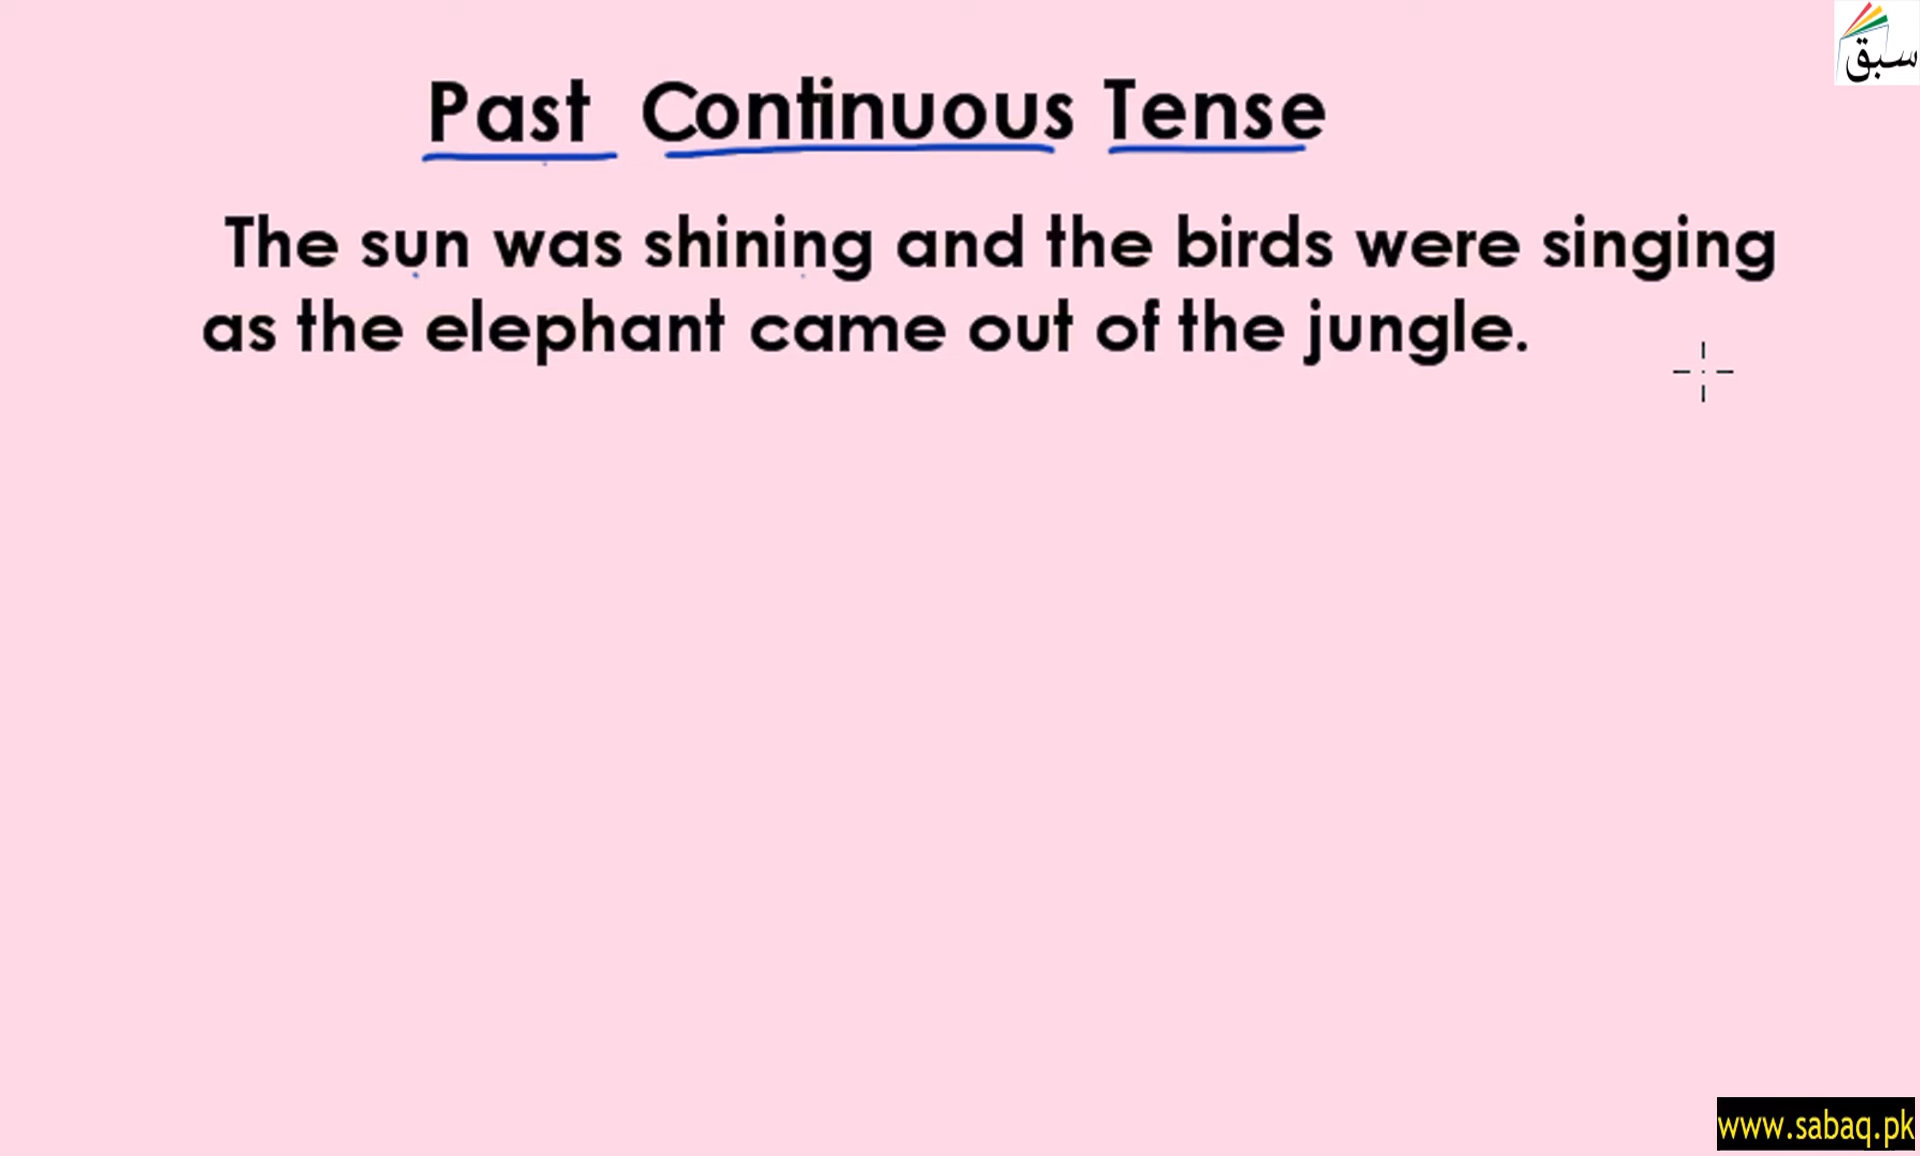 سبق
Past Continuous Tense
The sun was shining and the birds were singing
as the elephant came out of the jungle.
www.sabaq.pk